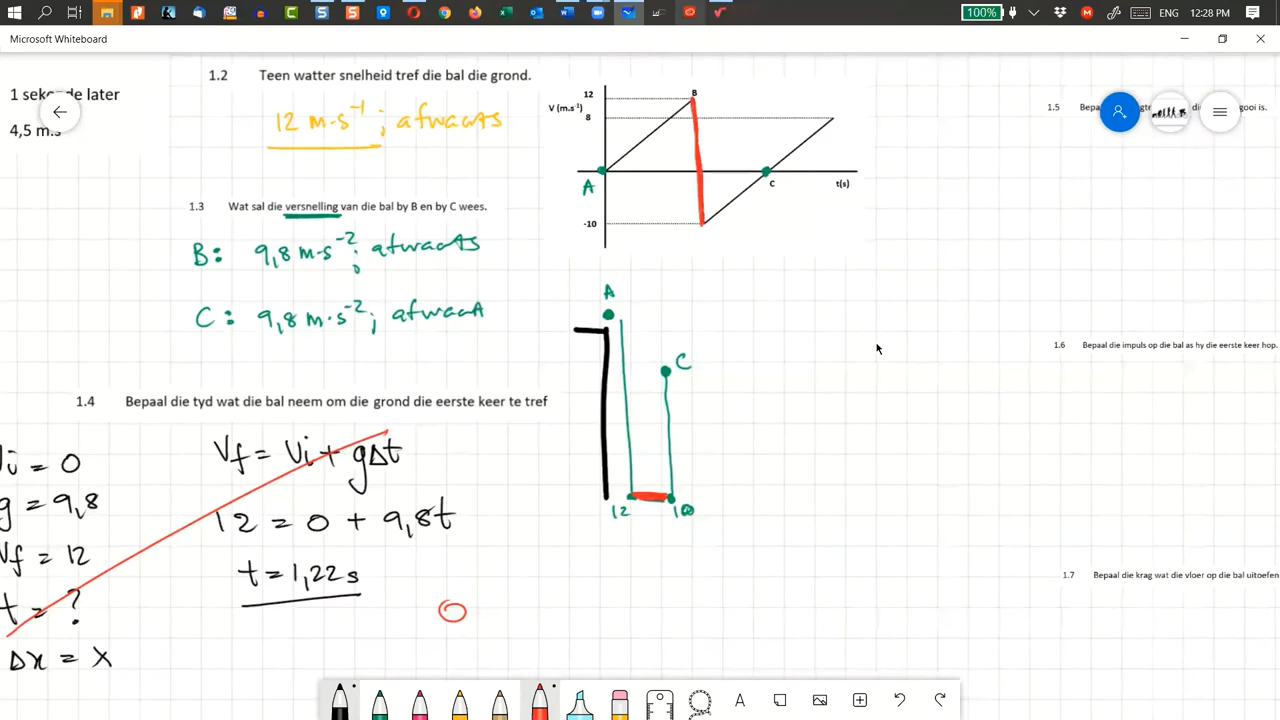 100%
ENG
12:28 PM
Microsoft Whiteboard
1 sekonde later
4,5 m.s
1.2 Teen watter snelheid tref die bal die grond.
12 m·s⁻¹ ; afwaarts
1.3 Wat sal die versnelling van die bal by B en by C wees.
B: 9,8 m·s⁻²; afwaarts
C: 9,8 m·s⁻²; afwaart
1.4 Bepaal die tyd wat die bal neem om die grond die eerste keer te tref
Vi = 0
g = 9,8
Vf = 12
t = ?
Δx = X
Vf = Vi + gΔt
12 = 0 + 9,8t
t = 1,22 s
V (m.s⁻¹)
12
8
-10
A
B
C
t(s)
A
C
12
10
1.5 gooi is.
1.6 Bepaal die impuls op die bal as hy die eerste keer hop.
1.7 Bepaal die krag wat die vloer op die bal uitoefen